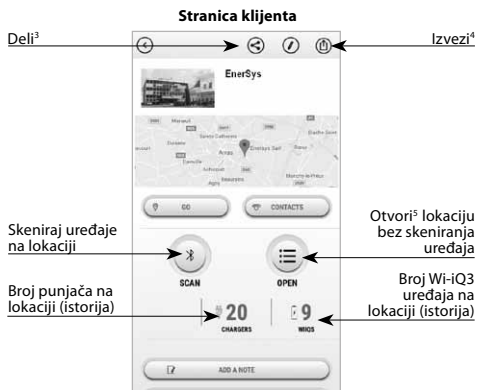 Stranica klijenta
Deli³
Izvezi⁴
EnerSys
GO
CONTACTS
Skeniraj uređaje
na lokaciji
Otvori⁵ lokaciju
bez skeniranja
uređaja
SCAN
OPEN
Broj punjača na
lokaciji (istorija)
20
CHARGERS
9
WIIQS
Broj Wi-iQ3
uređaja na
lokaciji (istorija)
ADD A NOTE